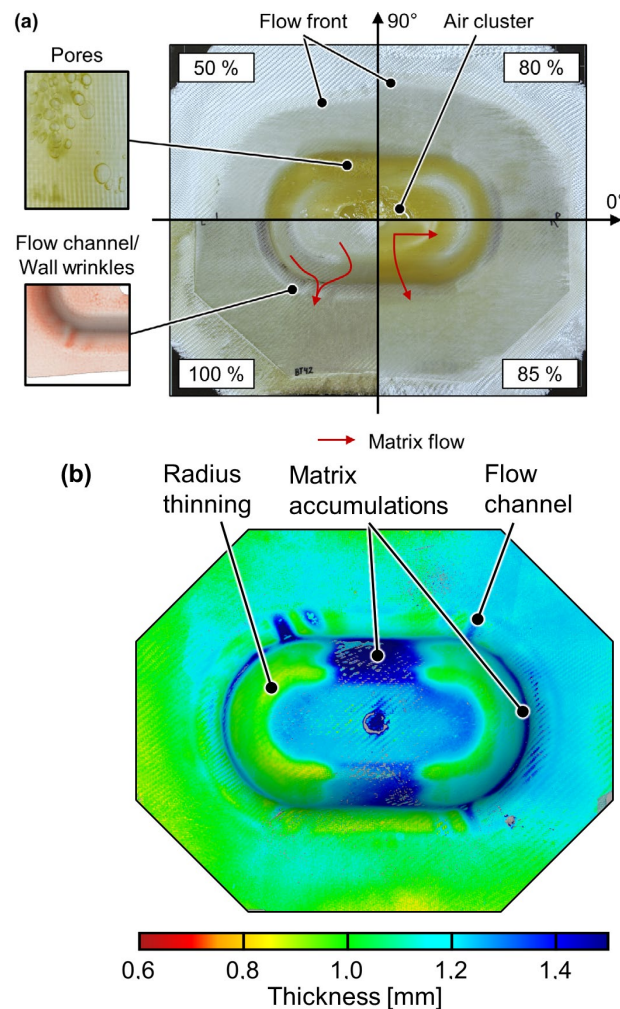 (a)
Flow front
90°
Air cluster
Pores
50 %
80 %
0°
Flow channel/
Wall wrinkles
100 %
85 %
BT42
Matrix flow
(b)
Radius
thinning
Matrix
accumulations
Flow
channel
0.6
0.8
1.0
1.2
1.4
Thickness [mm]